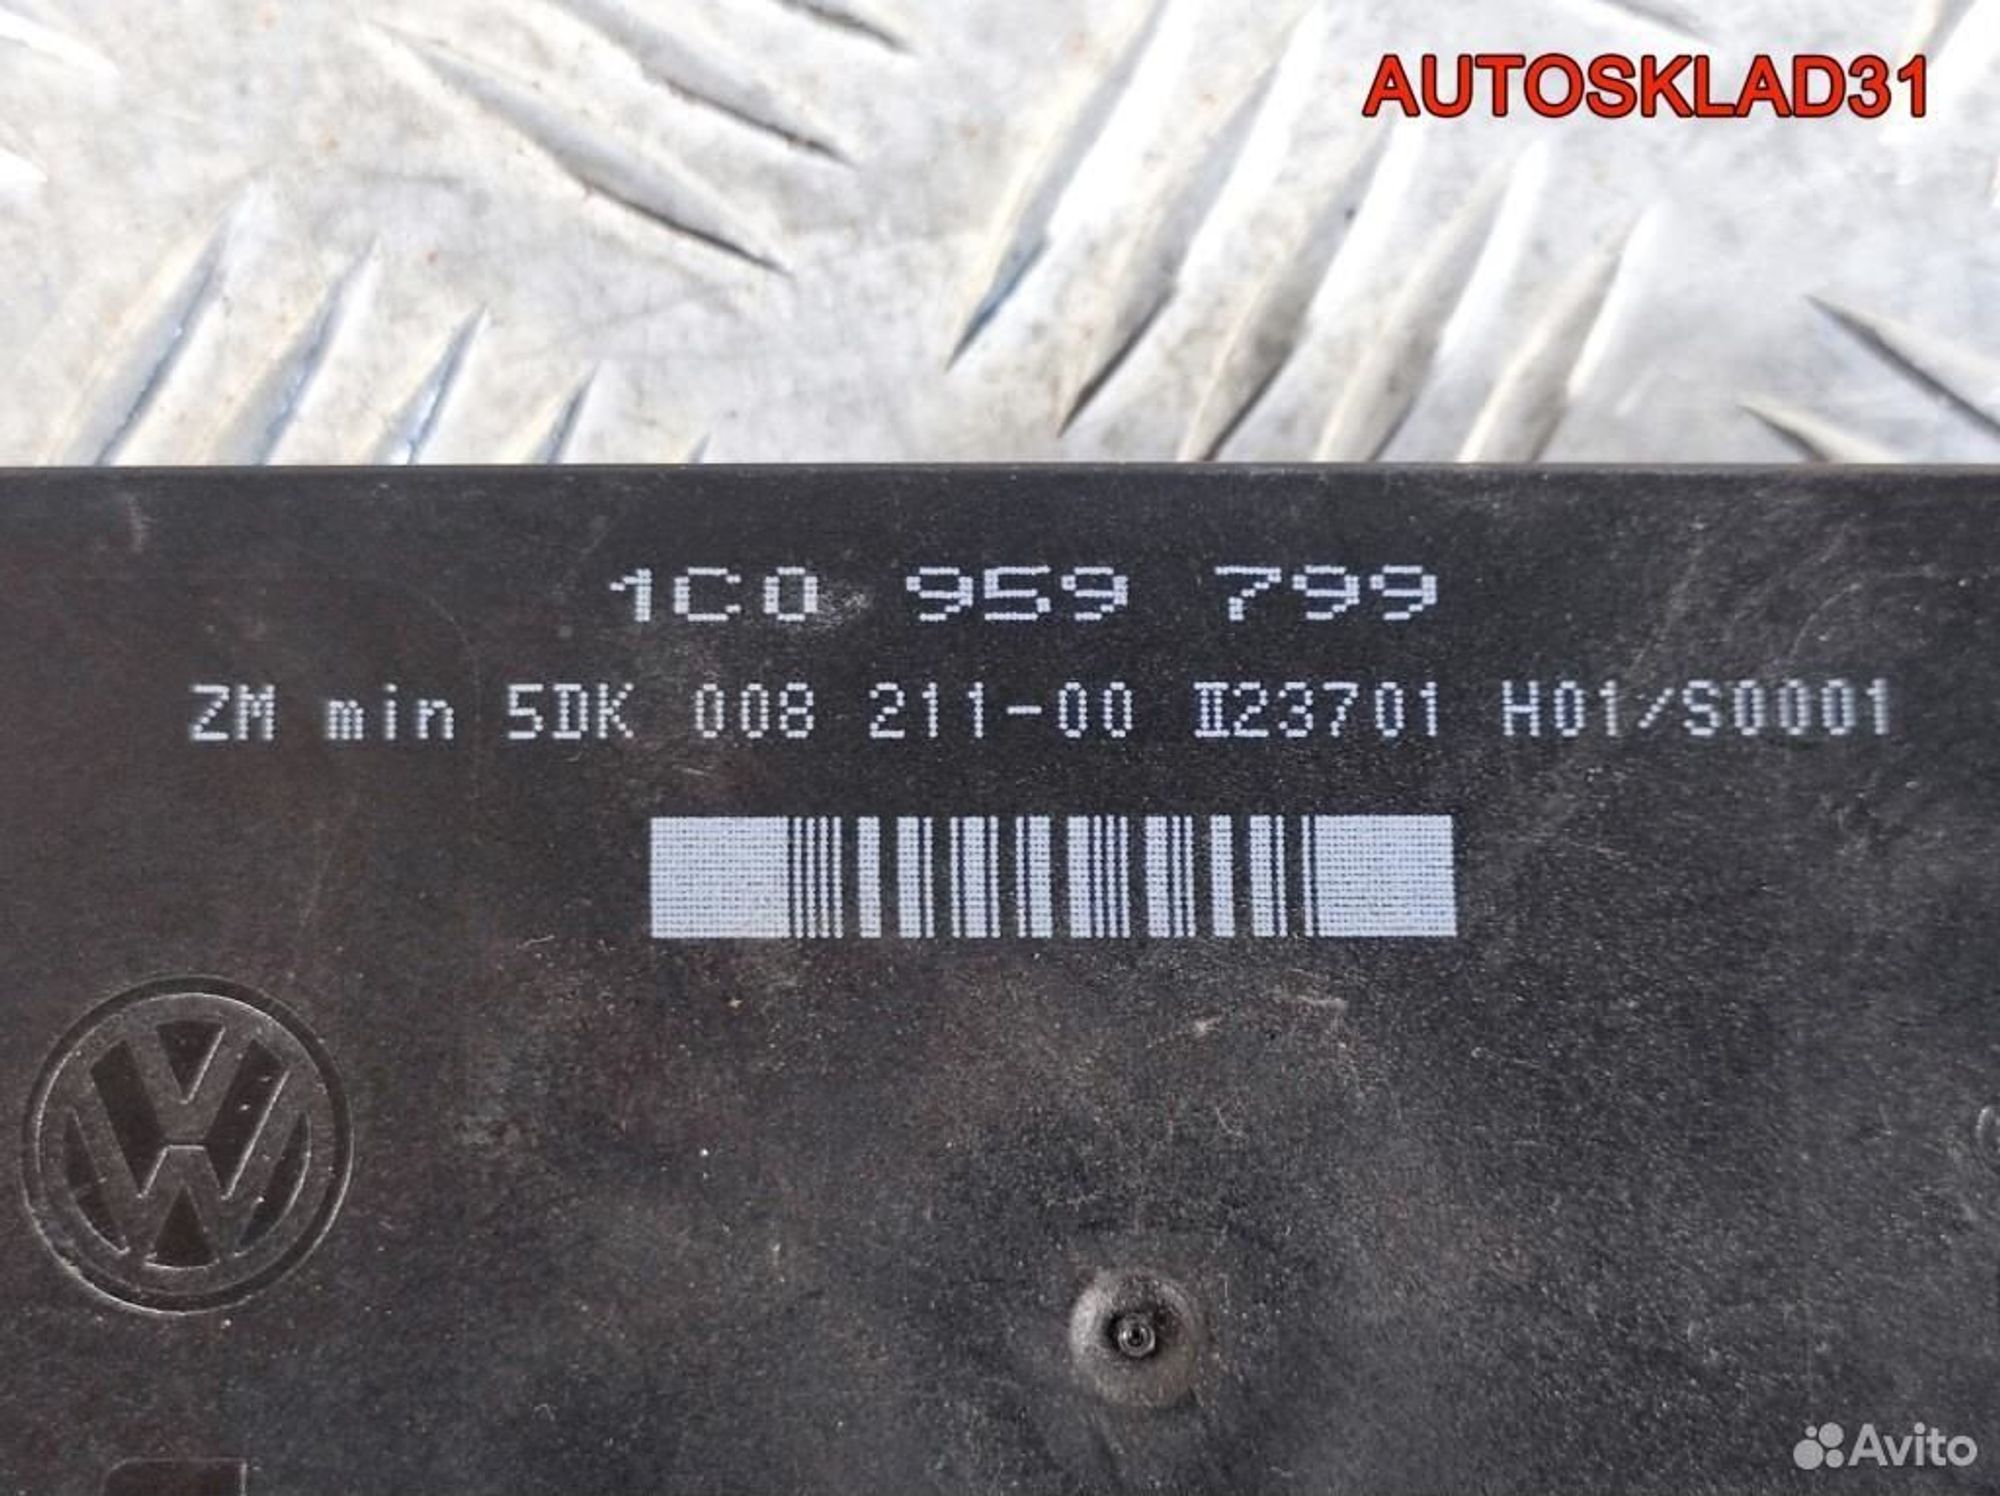 AUTOSKLAD31
1C0 959 799
ZM min 5DK 008 211-00 II23701 H01/S0001
Avito